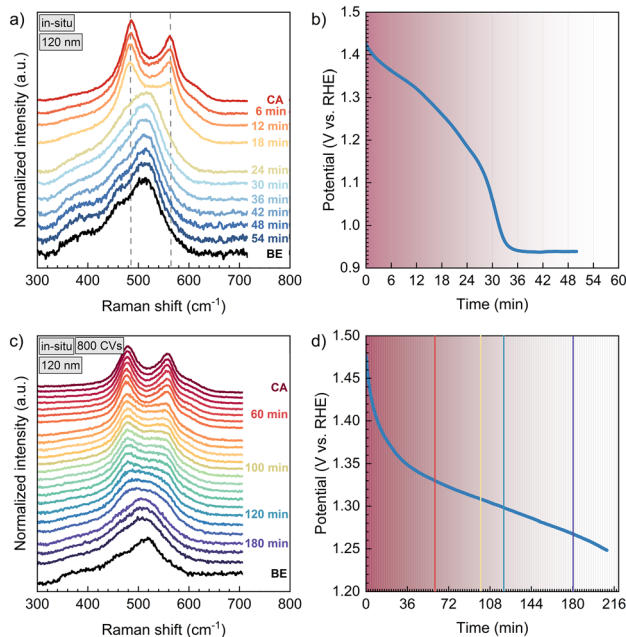 a)
in-situ
120 nm
CA
6 min
12 min
18 min
24 min
30 min
36 min
42 min
48 min
54 min
BE
Normalized intensity (a.u.)
300 400 500 600 700 800
Raman shift (cm⁻¹)
b)
1.5
1.4
1.3
1.2
1.1
1.0
0.9
Potential (V vs. RHE)
0 6 12 18 24 30 36 42 48 54 60
Time (min)
c)
in-situ 800 CVs
120 nm
CA
60 min
100 min
120 min
180 min
BE
Normalized intensity (a.u.)
300 400 500 600 700 800
Raman shift (cm⁻¹)
d)
1.50
1.45
1.40
1.35
1.30
1.25
1.20
Potential (V vs. RHE)
0 36 72 108 144 180 216
Time (min)